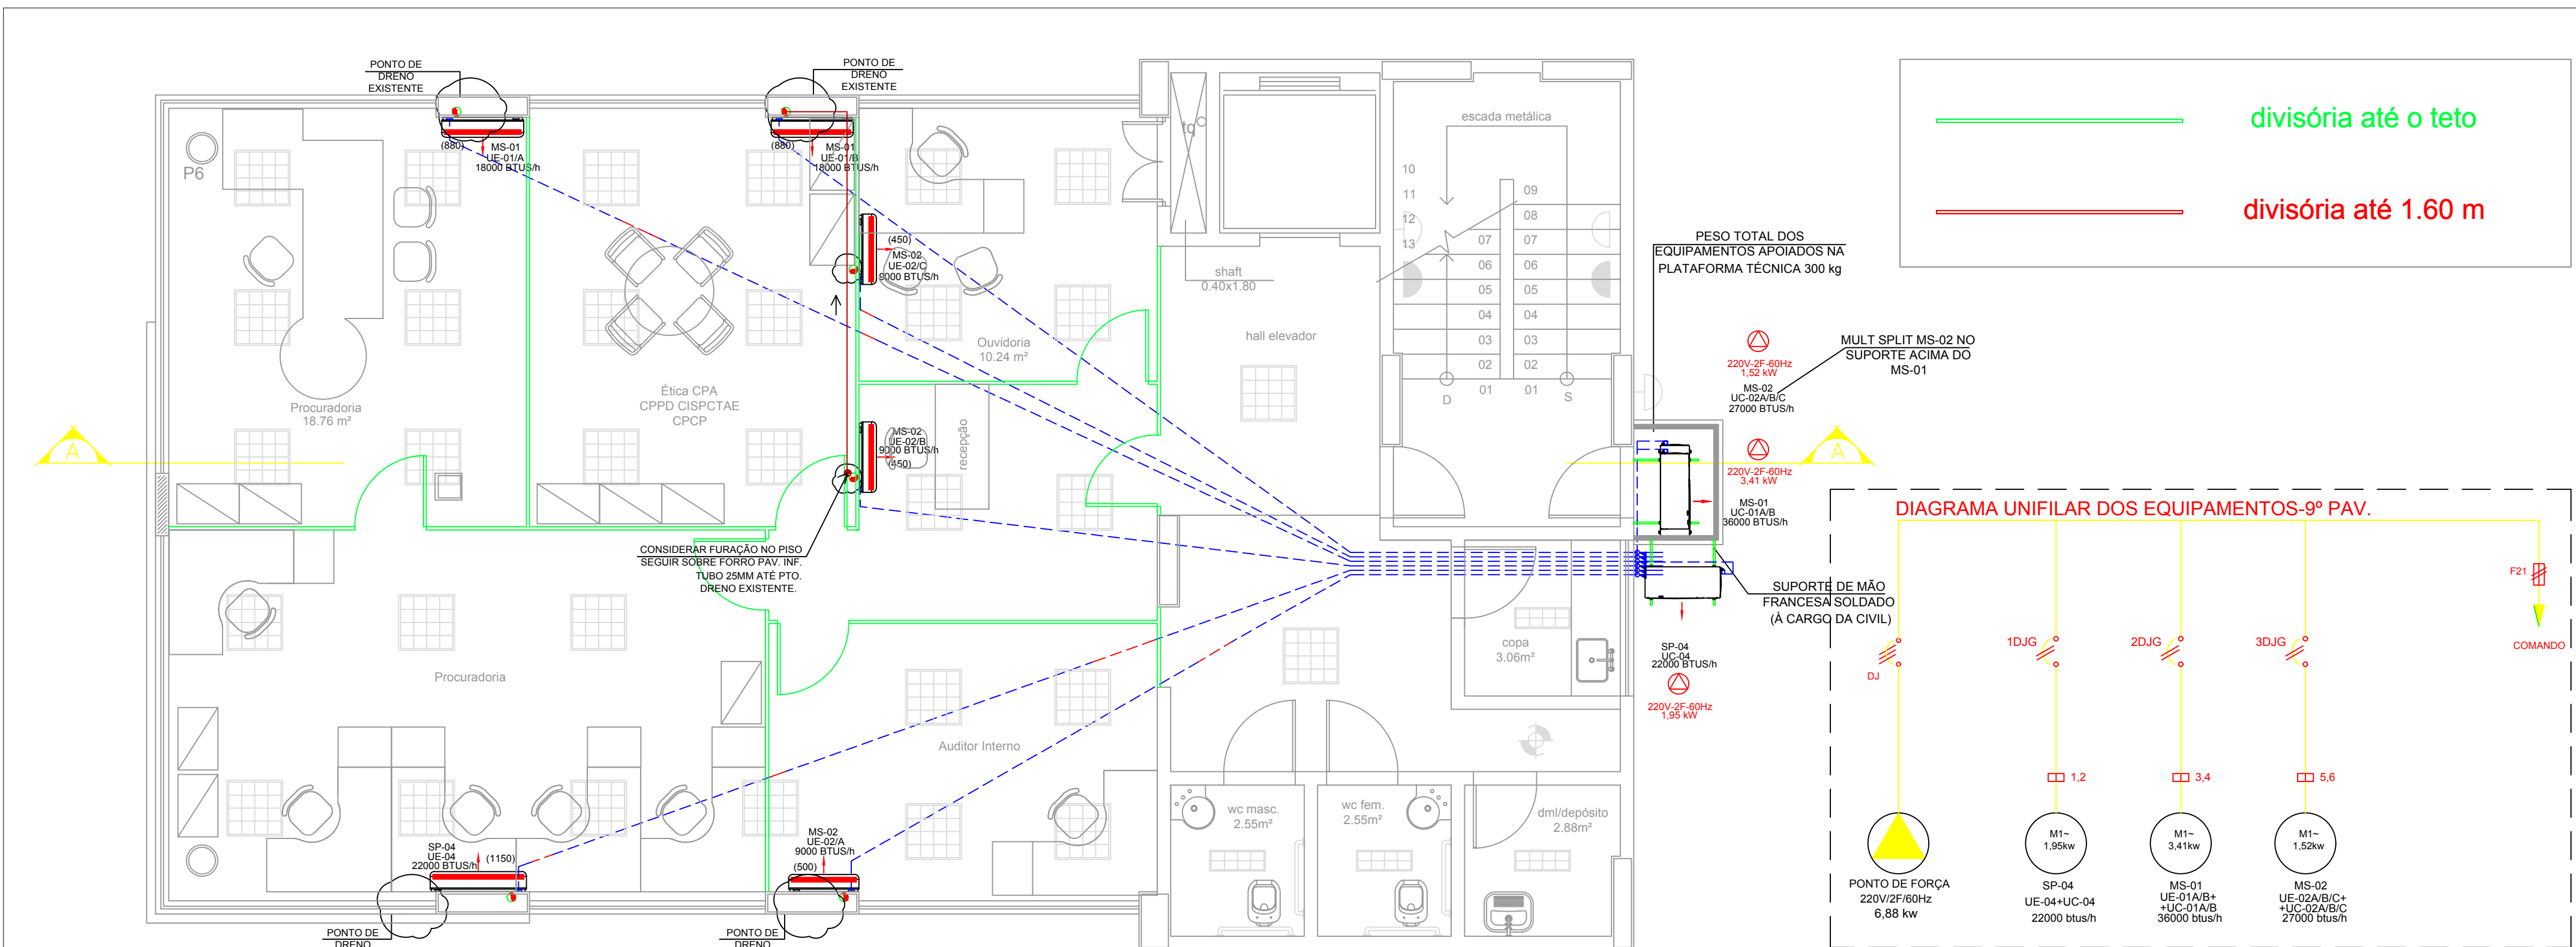 PONTO DE
DRENO
EXISTENTE
PONTO DE
DRENO
EXISTENTE
divisória até o teto
divisória até 1.60 m
P6
(880)
MS-01
UE-01/A
18000 BTUS/h
(880)
MS-01
UE-01/B
18000 BTUS/h
(450)
MS-02
UE-02/C
9000 BTUS/h
tq
escada metálica
10
11
12
13
09
08
07
07
06
06
05
05
04
04
03
03
02
02
01
01
D
S
shaft
0.40x1.80
hall elevador
Ouvidoria
10.24 m²
Procuradoria
18.76 m²
Ética CPA
CPPD CISPCTAE
CPCP
MS-02
UE-02/B
9000 BTUS/h
(450)
recepção
A
A
PESO TOTAL DOS
EQUIPAMENTOS APOIADOS NA
PLATAFORMA TÉCNICA 300 kg
220V-2F-60Hz
1,52 kW
MS-02
UC-02A/B/C
27000 BTUS/h
MULT SPLIT MS-02 NO
SUPORTE ACIMA DO
MS-01
220V-2F-60Hz
3,41 kW
MS-01
UC-01A/B
36000 BTUS/h
CONSIDERAR FURAÇÃO NO PISO
SEGUIR SOBRE FORRO PAV. INF.
TUBO 25MM ATÉ PTO.
DRENO EXISTENTE.
SUPORTE DE MÃO
FRANCESA SOLDADO
(À CARGO DA CIVIL)
SP-04
UC-04
22000 BTUS/h
220V-2F-60Hz
1,95 kW
copa
3.06m²
Procuradoria
Auditor Interno
wc masc.
2.55m²
wc fem.
2.55m²
dml/depósito
2.88m²
SP-04
UE-04
22000 BTUS/h
(1150)
MS-02
UE-02/A
9000 BTUS/h
(500)
PONTO DE
DRENO
PONTO DE
DRENO
DIAGRAMA UNIFILAR DOS EQUIPAMENTOS-9º PAV.
DJ
1DJG
2DJG
3DJG
F21
COMANDO
1,2
3,4
5,6
M1~
1,95kw
M1~
3,41kw
M1~
1,52kw
PONTO DE FORÇA
220V/2F/60Hz
6,88 kw
SP-04
UE-04+UC-04
22000 btus/h
MS-01
UE-01A/B+
+UC-01A/B
36000 btus/h
MS-02
UE-02A/B/C+
+UC-02A/B/C
27000 btus/h